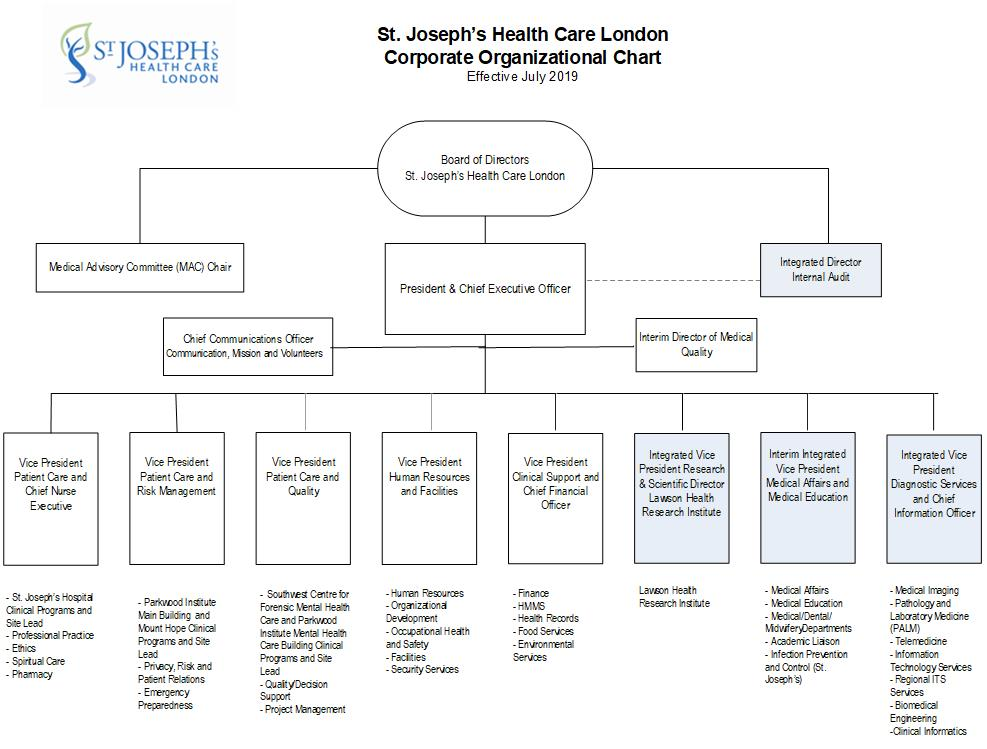 ST JOSEPH's
HEALTH CARE
LONDON
St. Joseph's Health Care London
Corporate Organizational Chart
Effective July 2019
Board of Directors
St. Joseph's Health Care London
Medical Advisory Committee (MAC) Chair
President & Chief Executive Officer
Integrated Director
Internal Audit
Chief Communications Officer
Communication, Mission and Volunteers
Interim Director of Medical
Quality
Vice President
Patient Care and
Chief Nurse
Executive
Vice President
Patient Care and
Risk Management
Vice President
Patient Care and
Quality
Vice President
Human Resources
and Facilities
Vice President
Clinical Support and
Chief Financial
Officer
Integrated Vice
President Research
& Scientific Director
Lawson Health
Research Institute
Interim Integrated
Vice President
Medical Affairs and
Medical Education
Integrated Vice
President
Diagnostic Services
and Chief
Information Officer
- St. Joseph's Hospital
Clinical Programs and
Site Lead
- Professional Practice
- Ethics
- Spiritual Care
- Pharmacy
- Parkwood Institute
Main Building and
Mount Hope Clinical
Programs and Site
Lead
- Privacy, Risk and
Patient Relations
- Emergency
Preparedness
- Southwest Centre for
Forensic Mental Health
Care and Parkwood
Institute Mental Health
Care Building Clinical
Programs and Site
Lead
- Quality/Decision
Support
- Project Management
- Human Resources
- Organizational
Development
- Occupational Health
and Safety
- Facilities
- Security Services
- Finance
- HMMS
- Health Records
- Food Services
- Environmental
Services
Lawson Health
Research Institute
- Medical Affairs
- Medical Education
- Medical/Dental/
MidwiferyDepartments
- Academic Liaison
- Infection Prevention
and Control (St.
Joseph's)
- Medical Imaging
- Pathology and
Laboratory Medicine
(PALM)
- Telemedicine
- Information
Technology Services
- Regional ITS
Services
- Biomedical
Engineering
-Clinical Informatics